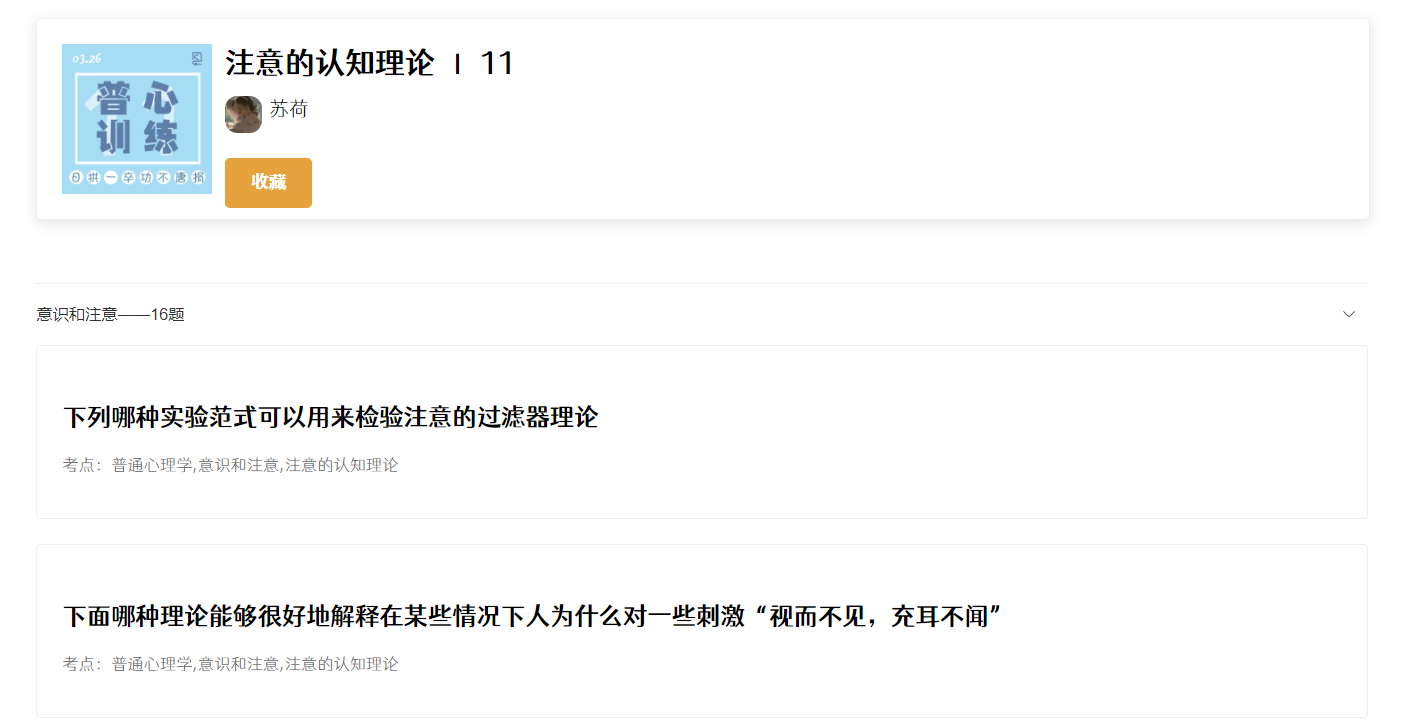 03.26
普心
训练
日拱一卒功不唐捐
注意的认知理论 | 11
苏荷
收藏
意识和注意——16题
下列哪种实验范式可以用来检验注意的过滤器理论
考点：普通心理学,意识和注意,注意的认知理论
下面哪种理论能够很好地解释在某些情况下人为什么对一些刺激“视而不见，充耳不闻”
考点：普通心理学,意识和注意,注意的认知理论